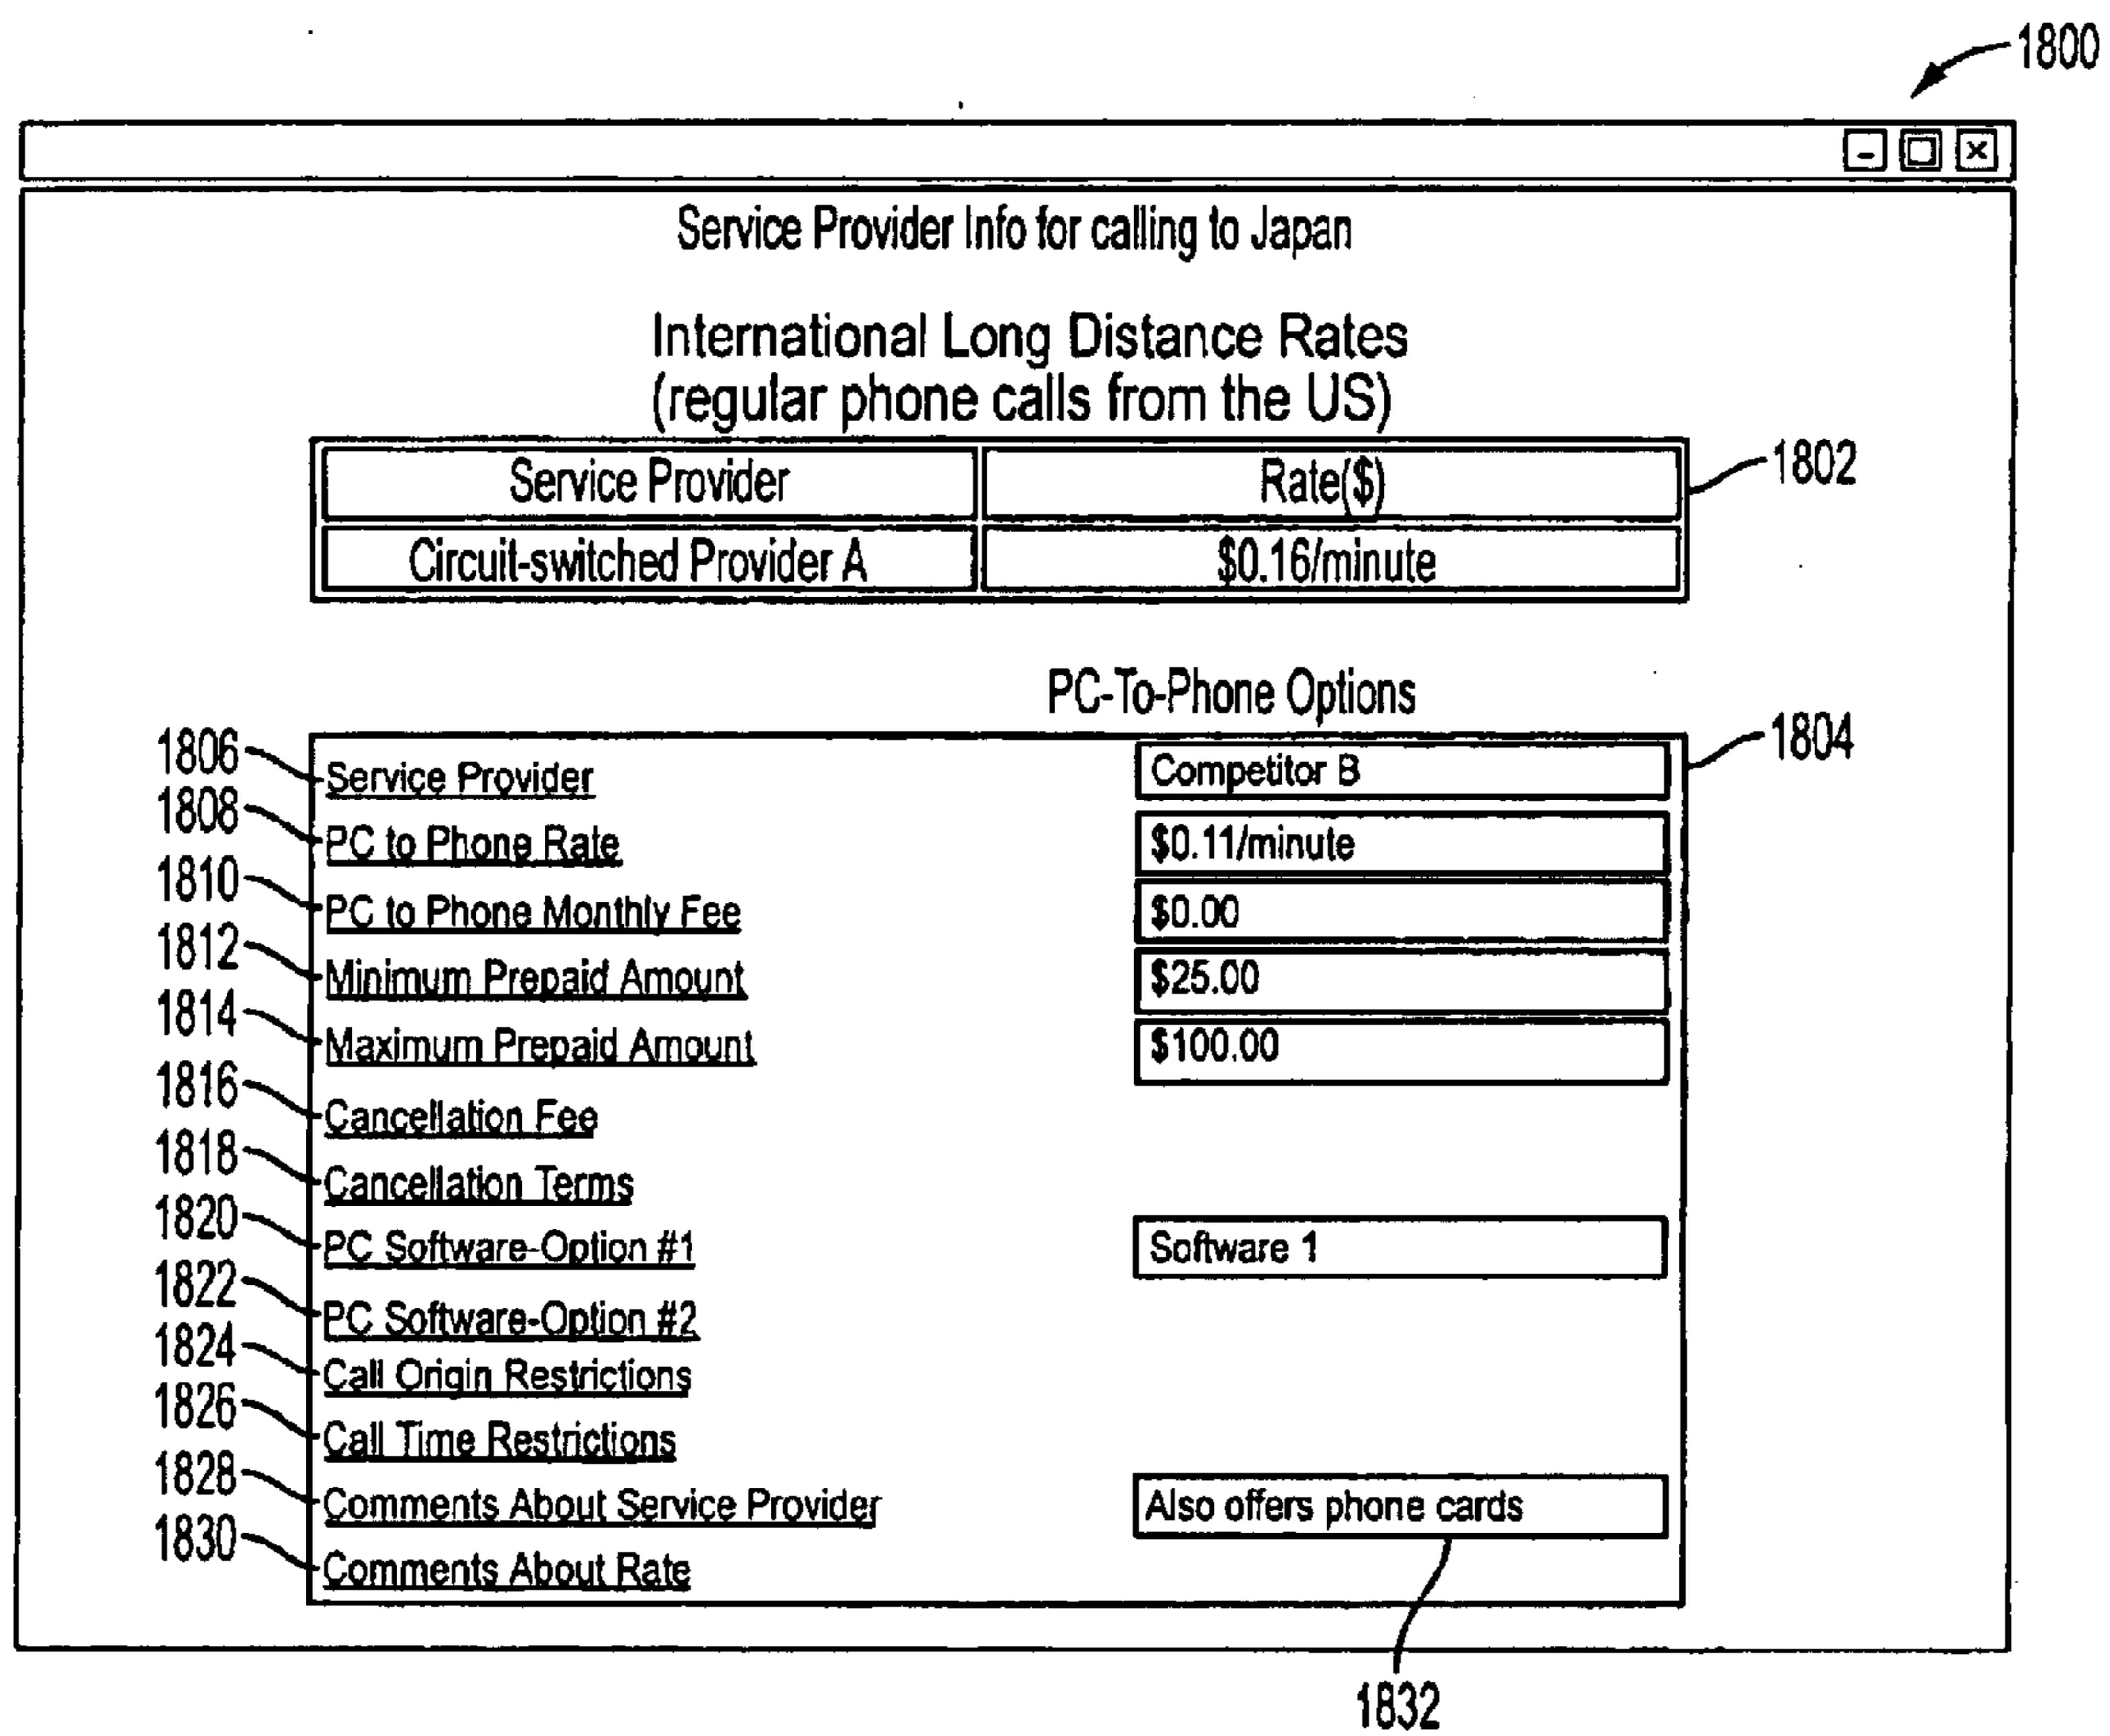 1800
Service Provider Info for calling to Japan
International Long Distance Rates
(regular phone calls from the US)
Service Provider Rate($) 1802
Circuit-switched Provider A $0.16/minute
PC-To-Phone Options
1804
1806 Service Provider Competitor B
1808 PC to Phone Rate $0.11/minute
1810 PC to Phone Monthly Fee $0.00
1812 Minimum Prepaid Amount $25.00
1814 Maximum Prepaid Amount $100.00
1816 Cancellation Fee
1818 Cancellation Terms
1820 PC Software-Option #1 Software 1
1822 PC Software-Option #2
1824 Call Origin Restrictions
1826 Call Time Restrictions
1828 Comments About Service Provider Also offers phone cards
1830 Comments About Rate
1832